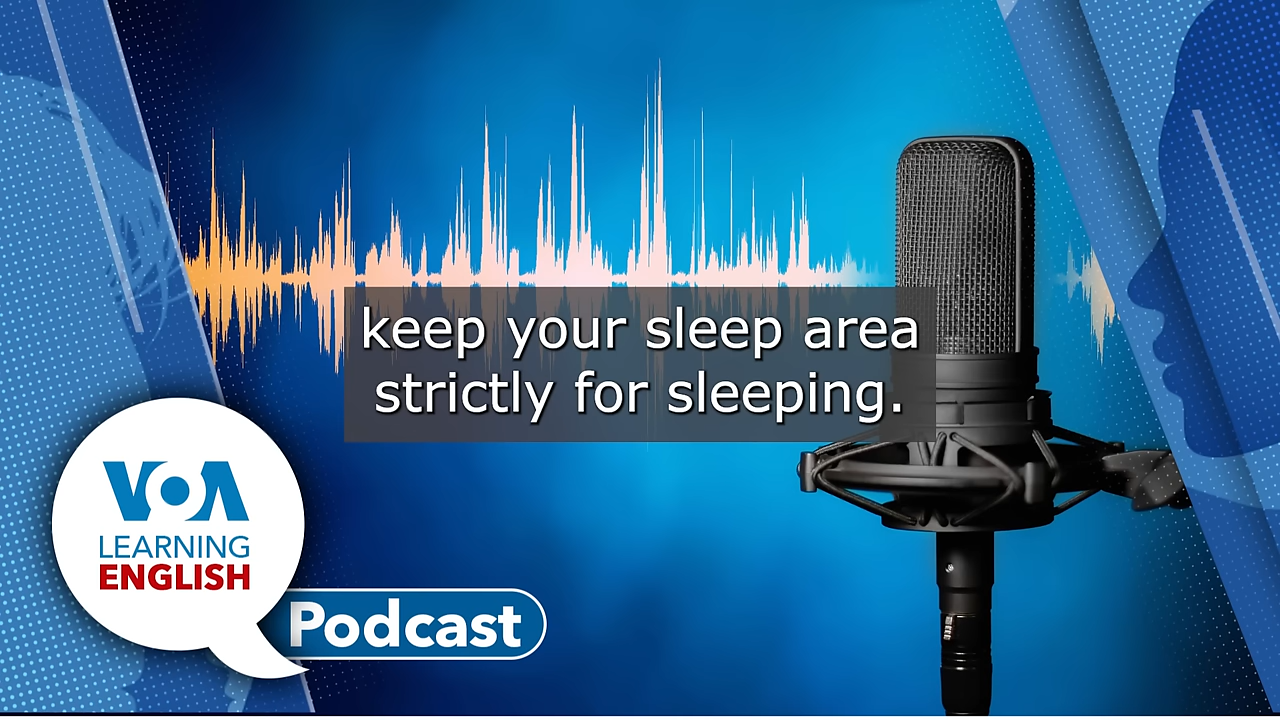 keep your sleep area
strictly for sleeping.
VOA
LEARNING
ENGLISH
Podcast